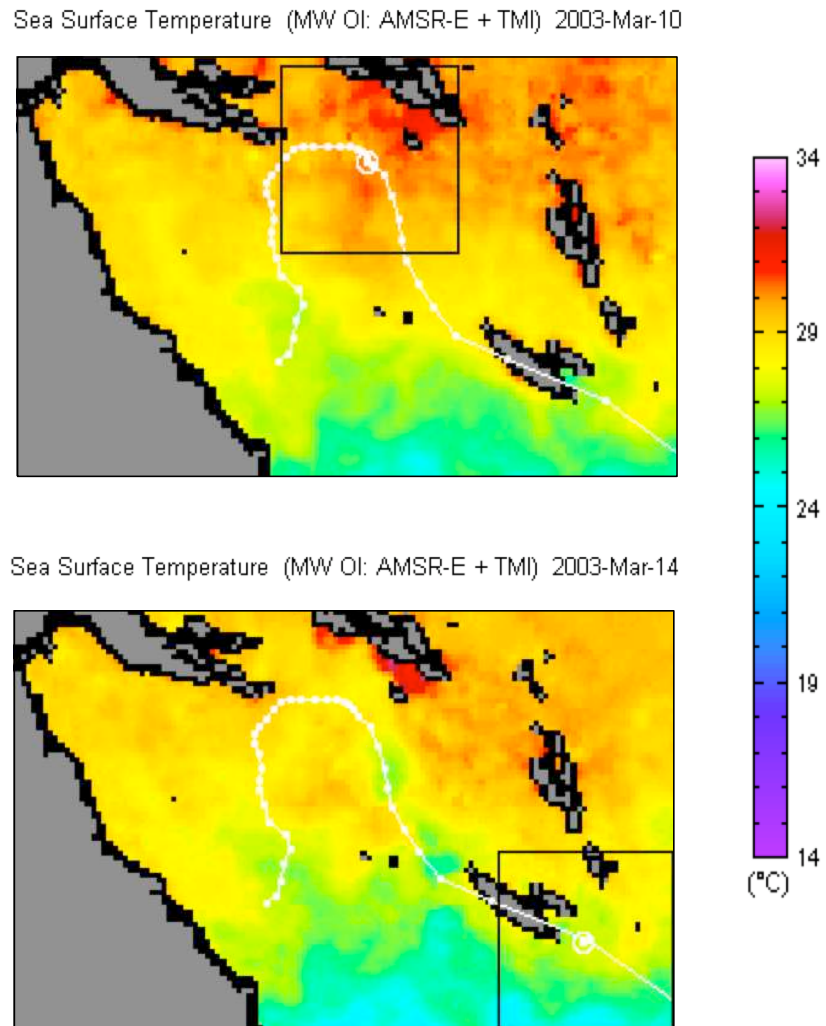 Sea Surface Temperature (MW OI: AMSR-E + TMI) 2003-Mar-10
34
29
24
19
14
(°C)
Sea Surface Temperature (MW OI: AMSR-E + TMI) 2003-Mar-14